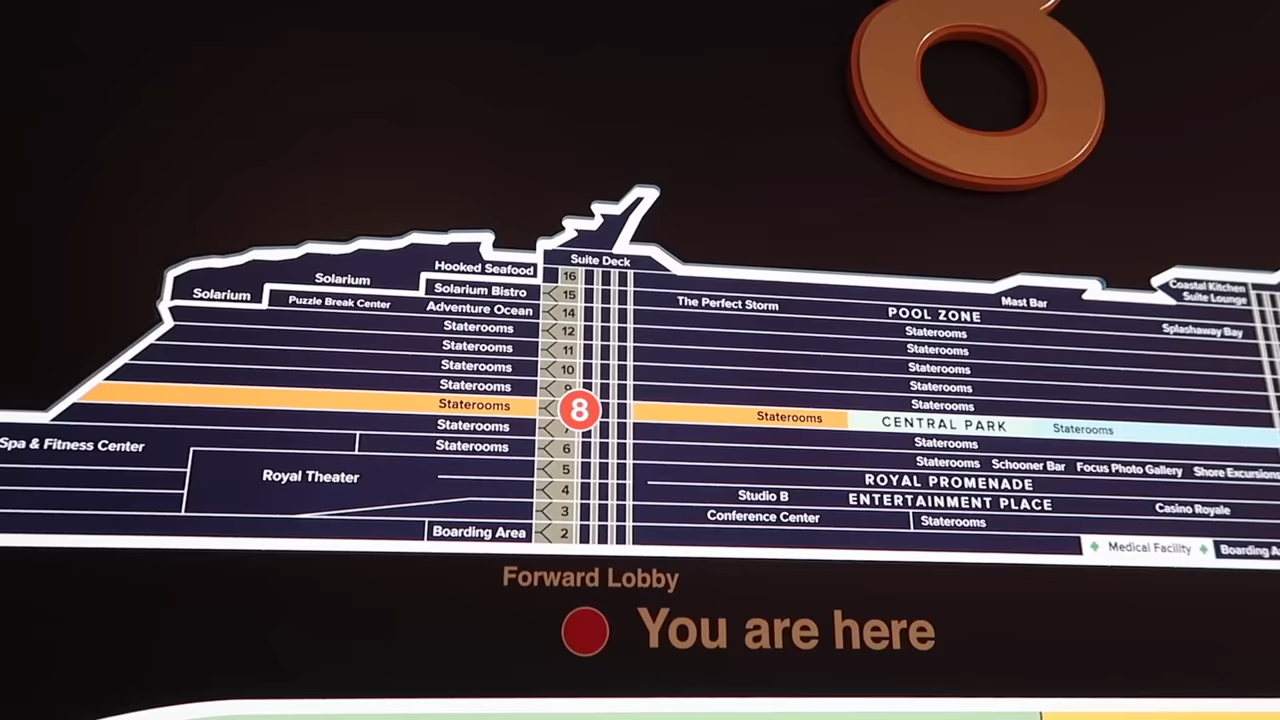 8
Suite Deck
Hooked Seafood
16
Solarium
Solarium Bistro
15
Solarium
Puzzle Break Center
Adventure Ocean
14
The Perfect Storm
POOL ZONE
Mast Bar
Coastal Kitchen
Suite Lounge
Staterooms
12
Staterooms
Splashaway Bay
Staterooms
11
Staterooms
Staterooms
10
Staterooms
Staterooms
9
Staterooms
Staterooms
8
Staterooms
Staterooms
CENTRAL PARK
Staterooms
Staterooms
7
Staterooms
Spa & Fitness Center
Staterooms
6
Staterooms
Schooner Bar
Focus Photo Gallery
Shore Excursions
Royal Theater
5
ROYAL PROMENADE
4
Studio B
ENTERTAINMENT PLACE
Casino Royale
3
Conference Center
Staterooms
Boarding Area
2
Medical Facility
Boarding A
Forward Lobby
You are here